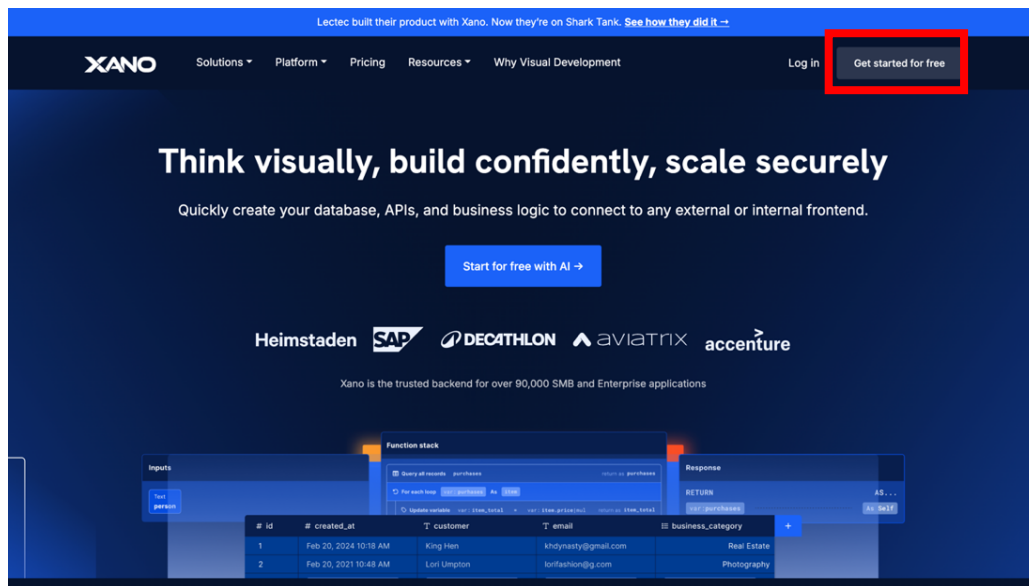 Lectec built their product with Xano. Now they're on Shark Tank. See how they did it →
XANO Solutions Platform Pricing Resources Why Visual Development Log in Get started for free
Think visually, build confidently, scale securely
Quickly create your database, APIs, and business logic to connect to any external or internal frontend.
Start for free with AI →
Heimstaden SAP DECATHLON AVIATRIX accenture
Xano is the trusted backend for over 90,000 SMB and Enterprise applications
Function stack
Inputs
Response
Query all records purchases return as purchases
For each loop var:purchases As item
RETURN AS...
Text
person
var:purchases As Self
Update variable var:item_total + var:item.price|mul return as item_total
# id # created_at T customer T email business_category +
1 Feb 20, 2024 10:18 AM King Hen khdynasty@gmail.com Real Estate
2 Feb 20, 2021 10:48 AM Lori Umpton lorifashion@g.com Photography